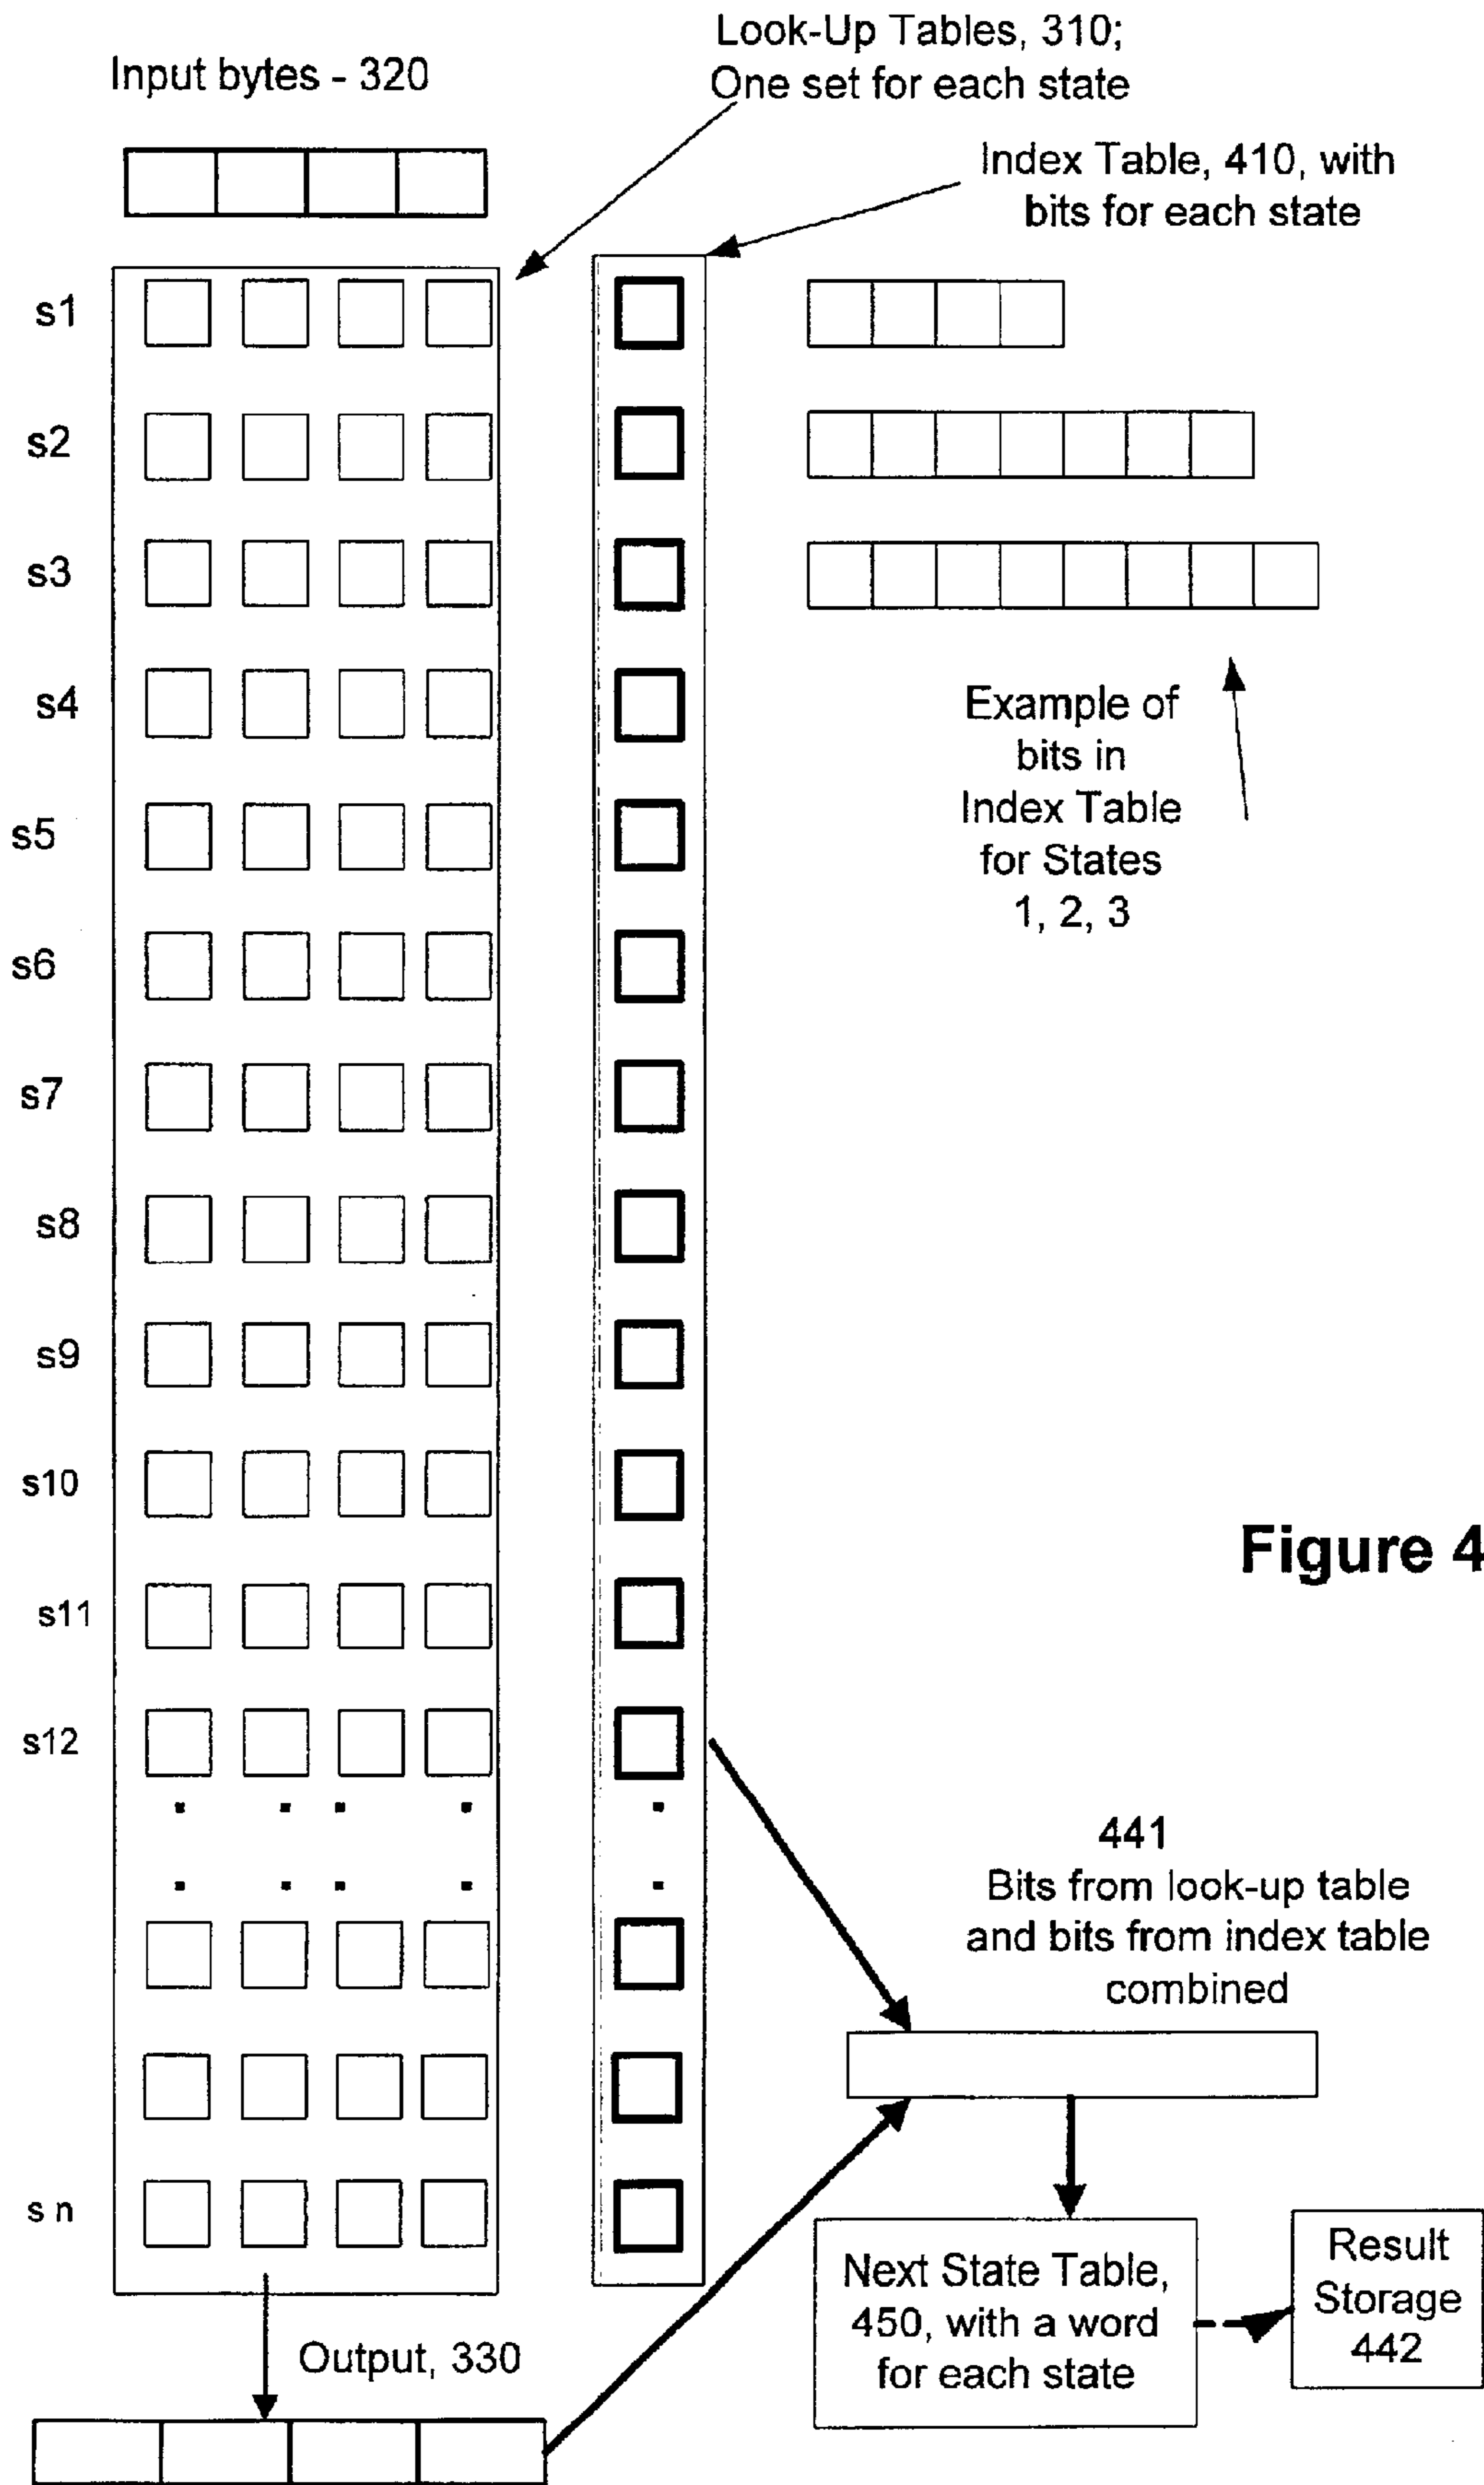 Look-Up Tables, 310;
One set for each state
Input bytes - 320
Index Table, 410, with
bits for each state
s1
s2
s3
s4
Example of
bits in
Index Table
for States
1, 2, 3
s5
s6
s7
s8
s9
s10
Figure 4
s11
s12
441
Bits from look-up table
and bits from index table
combined
s n
Next State Table,
450, with a word
for each state
Result
Storage
442
Output, 330